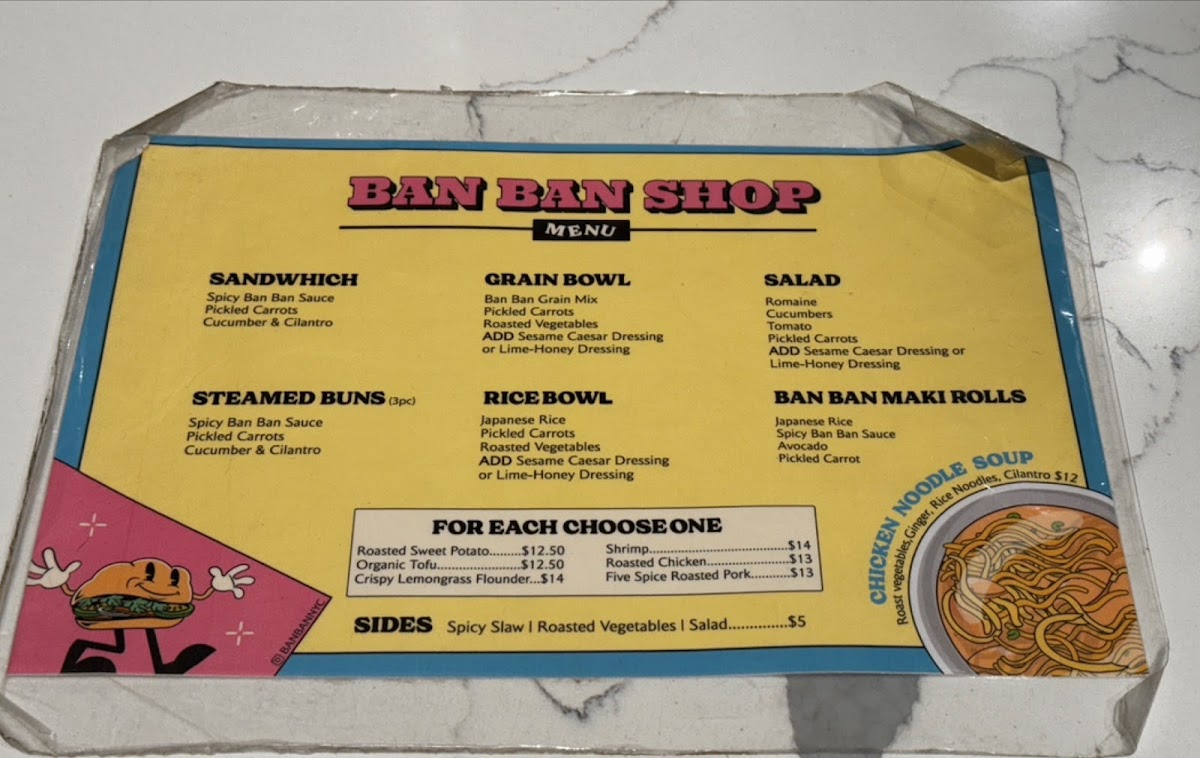 BAN BAN SHOP
MENU
SANDWHICH
Spicy Ban Ban Sauce
Pickled Carrots
Cucumber & Cilantro
GRAIN BOWL
Ban Ban Grain Mix
Pickled Carrots
Roasted Vegetables
ADD Sesame Caesar Dressing
or Lime-Honey Dressing
SALAD
Romaine
Cucumbers
Tomato
Pickled Carrots
ADD Sesame Caesar Dressing or
Lime-Honey Dressing
STEAMED BUNS (3pc)
Spicy Ban Ban Sauce
Pickled Carrots
Cucumber & Cilantro
RICE BOWL
Japanese Rice
Pickled Carrots
Roasted Vegetables
ADD Sesame Caesar Dressing
or Lime-Honey Dressing
BAN BAN MAKI ROLLS
Japanese Rice
Spicy Ban Ban Sauce
Avocado
Pickled Carrot
FOR EACH CHOOSE ONE
Roasted Sweet Potato........$12.50
Organic Tofu.....................$12.50
Crispy Lemongrass Flounder...$14
Shrimp...................................$14
Roasted Chicken.....................$13
Five Spice Roasted Pork..........$13
SIDES Spicy Slaw | Roasted Vegetables | Salad..............$5
CHICKEN NOODLE SOUP
Roast vegetables, Ginger, Rice Noodles, Cilantro $12
@BANBANNYC